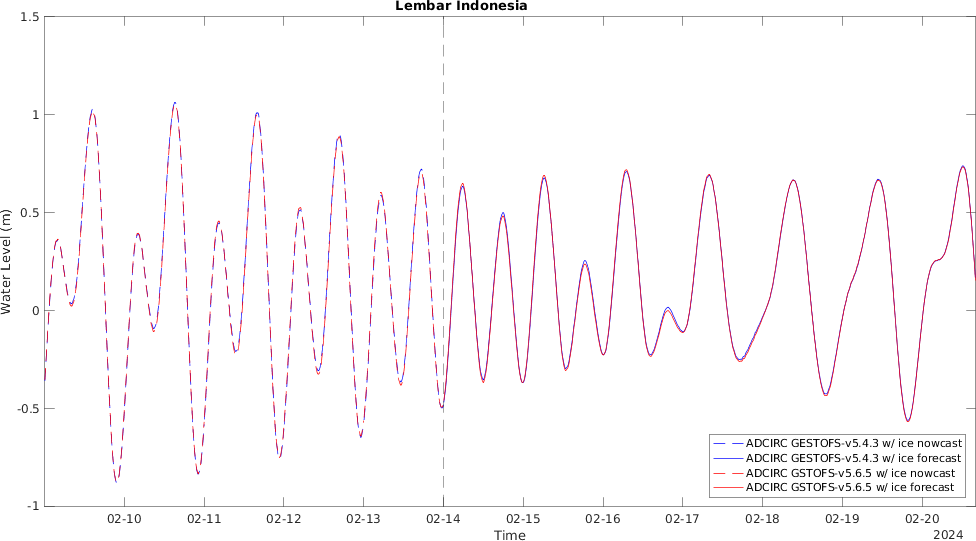 Lembar Indonesia
1.5
1
0.5
0
-0.5
-1
Water Level (m)
02-10 02-11 02-12 02-13 02-14 02-15 02-16 02-17 02-18 02-19 02-20
Time
2024
ADCIRC GESTOFS-v5.4.3 w/ ice nowcast
ADCIRC GESTOFS-v5.4.3 w/ ice forecast
ADCIRC GSTOFS-v5.6.5 w/ ice nowcast
ADCIRC GSTOFS-v5.6.5 w/ ice forecast